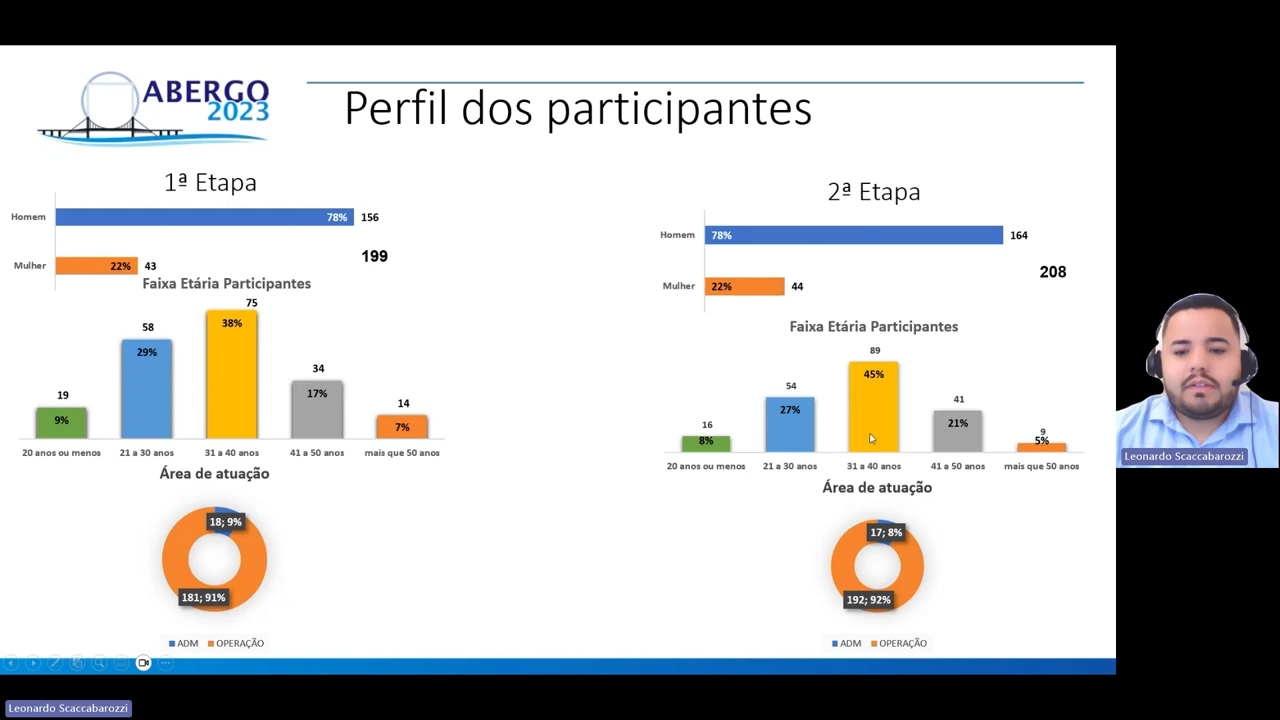 ABERGO
2023
Perfil dos participantes
1ª Etapa
Homem
78%
156
199
Mulher
22%
43
Faixa Etária Participantes
19
58
75
34
14
9%
29%
38%
17%
7%
20 anos ou menos
21 a 30 anos
31 a 40 anos
41 a 50 anos
mais que 50 anos
Área de atuação
18; 9%
181; 91%
ADM
OPERAÇÃO
2ª Etapa
Homem
78%
164
208
Mulher
22%
44
Faixa Etária Participantes
16
54
89
41
9
8%
27%
45%
21%
5%
20 anos ou menos
21 a 30 anos
31 a 40 anos
41 a 50 anos
mais que 50 anos
Área de atuação
17; 8%
192; 92%
ADM
OPERAÇÃO
Leonardo Scaccabarozzi
Leonardo Scaccabarozzi